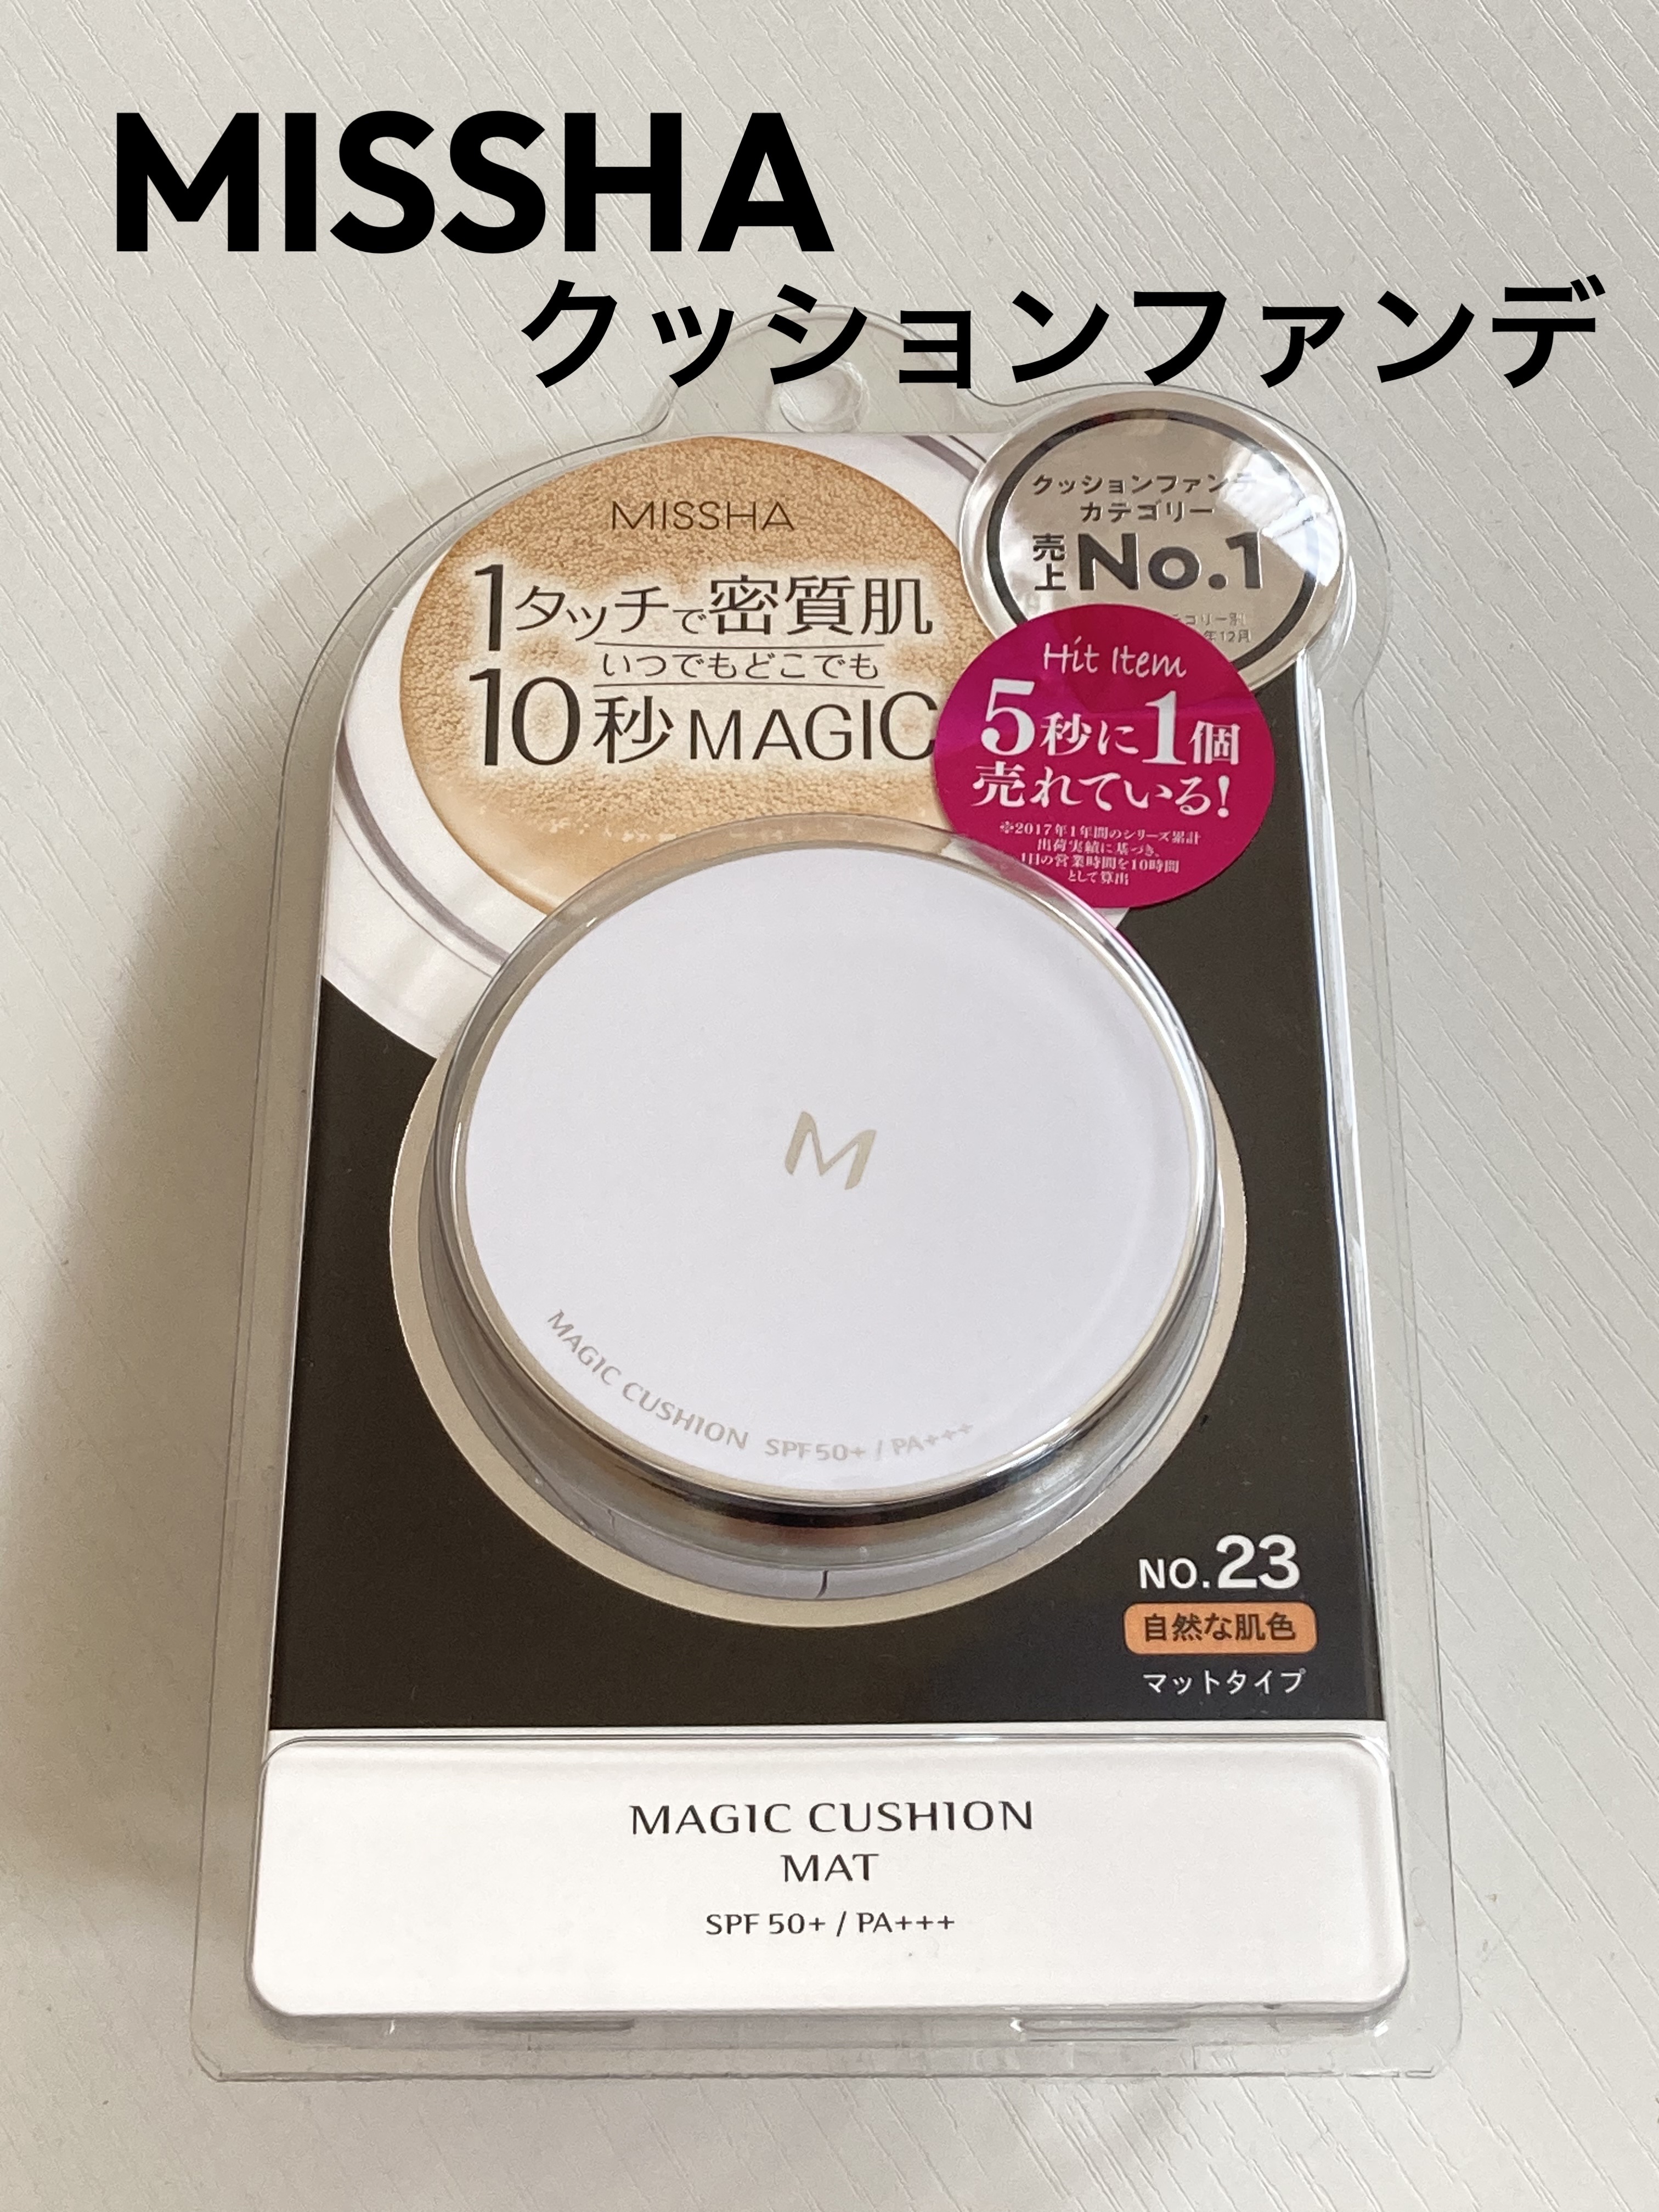 MISSHA
クッションファンデ
MISSHA
1タッチで密質肌
いつでもどこでも
10秒MAGIC
クッションファンデ
カテゴリー
売上No.1
年12月
Hit Item
5秒に1個
売れている!
※2017年1年間のシリーズ累計
出荷実績に基づき、
1日の営業時間を10時間
として算出
M
MAGIC CUSHION SPF50+ / PA+++
NO.23
自然な肌色
マットタイプ
MAGIC CUSHION
MAT
SPF 50+ / PA+++